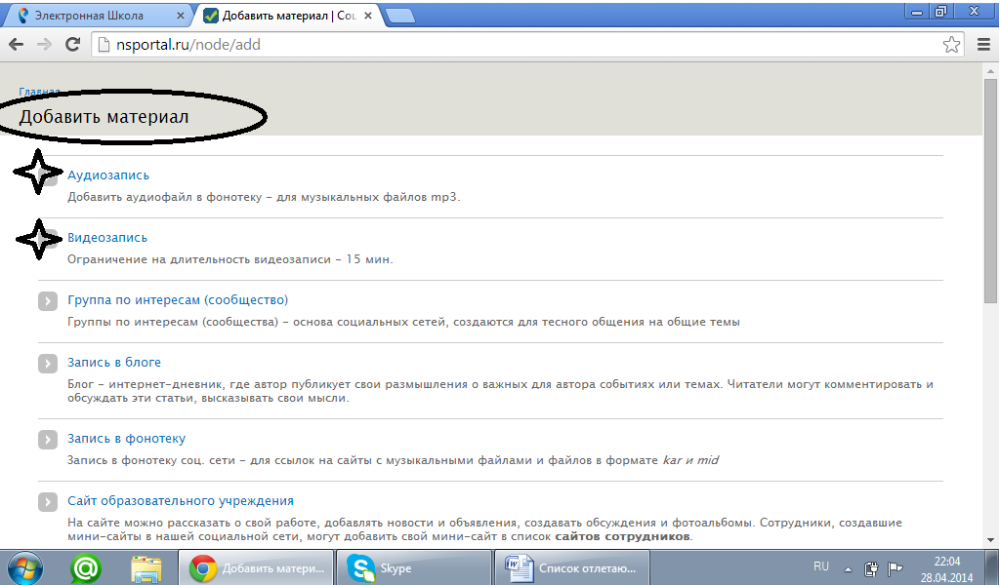 Электронная Школа
Добавить материал | Соц
nsportal.ru/node/add
Главная
Добавить материал
Аудиозапись
Добавить аудиофайл в фонотеку – для музыкальных файлов mp3.
Видеозапись
Ограничение на длительность видеозаписи – 15 мин.
Группа по интересам (сообщество)
Группы по интересам (сообщества) – основа социальных сетей, создаются для тесного общения на общие темы
Запись в блоге
Блог – интернет-дневник, где автор публикует свои размышления о важных для автора событиях или темах. Читатели могут комментировать и
обсуждать эти статьи, высказывать свои мысли.
Запись в фонотеку
Запись в фонотеку соц. сети – для ссылок на сайты с музыкальными файлами и файлов в формате kar и mid
Сайт образовательного учреждения
На сайте можно рассказать о свой работе, добавлять новости и объявления, создавать обсуждения и фотоальбомы. Сотрудники, создавшие
мини-сайты в нашей социальной сети, могут добавить свой мини-сайт в список сайтов сотрудников.
Добавить матери...
Skype
Список отлетаю...
RU
22:04
28.04.2014